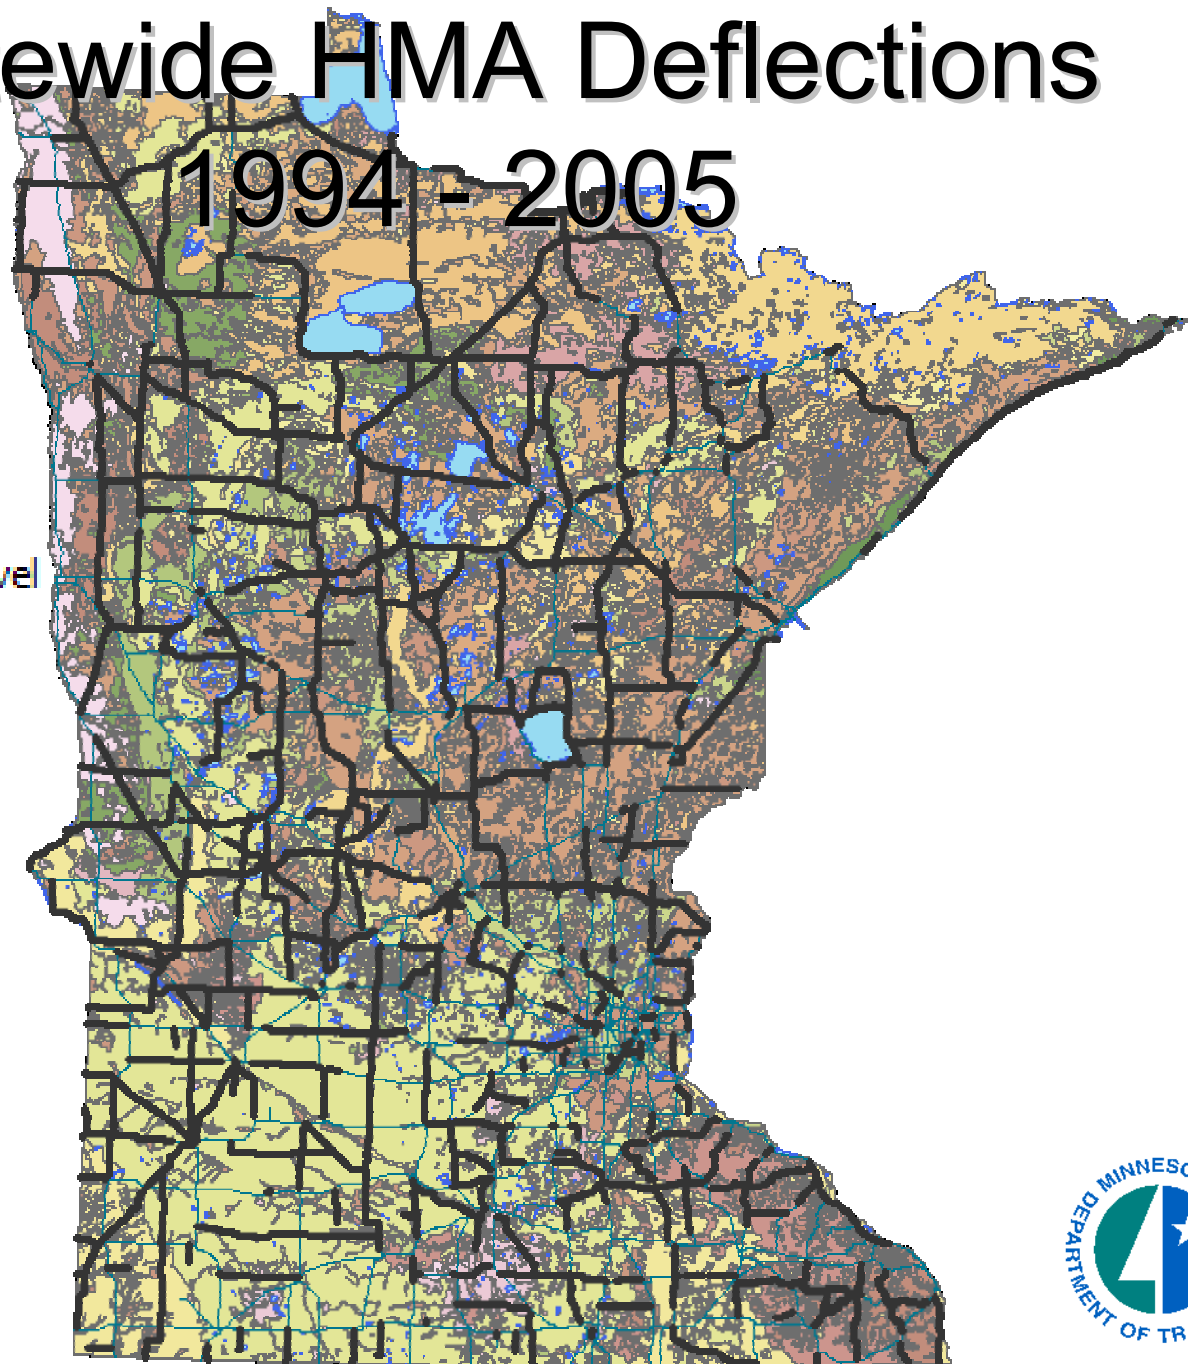 ewide HMA Deflections
1994 - 2005
vel
DEPARTMENT OF TR
MINNESO